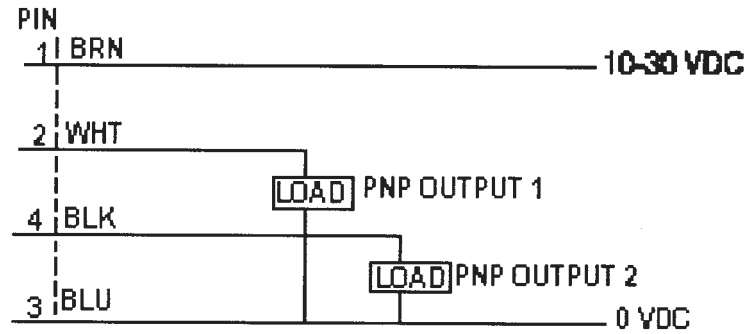 PIN
1 BRN
10-30 VDC
2 WHT
LOAD PNP OUTPUT 1
4 BLK
LOAD PNP OUTPUT 2
3 BLU
0 VDC